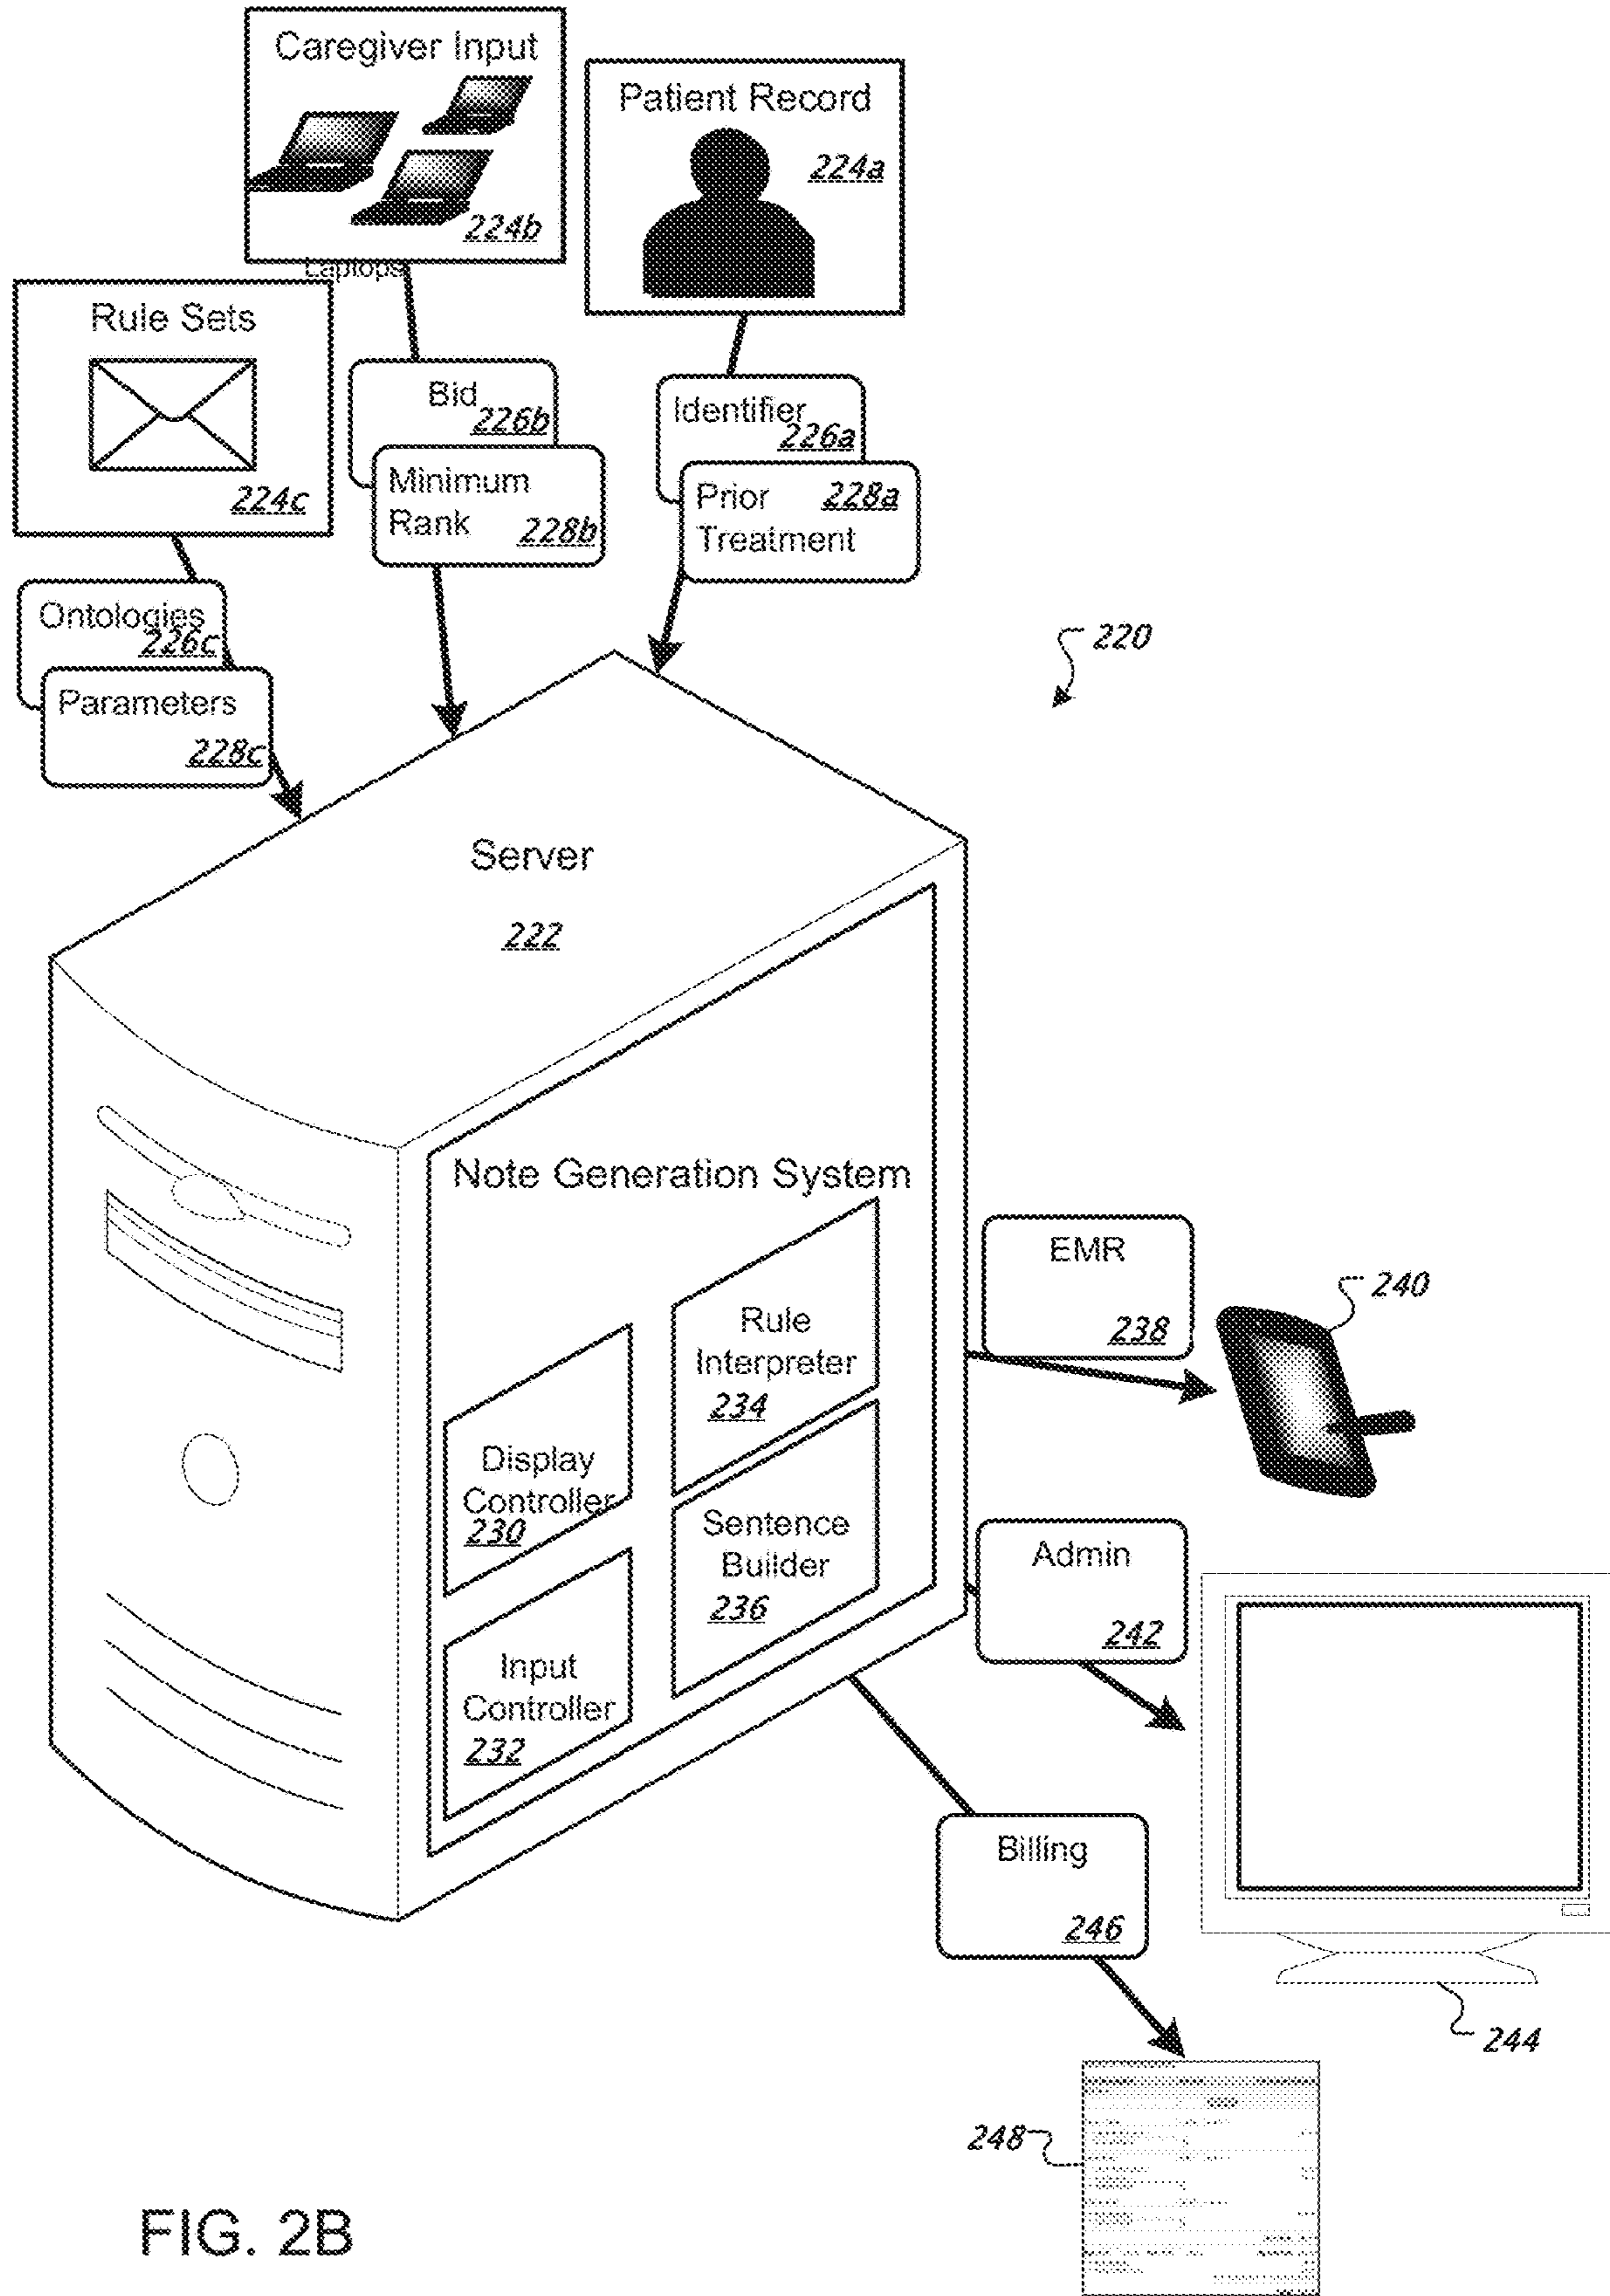 Caregiver Input
224b
Laptops
Patient Record
224a
Rule Sets
224c
Bid
226b
Minimum
Rank
228b
Identifier
226a
Prior
Treatment
228a
Ontologies
226c
Parameters
228c
220
Server
222
Note Generation System
Rule
Interpreter
234
Display
Controller
230
Sentence
Builder
236
Input
Controller
232
EMR
238
240
Admin
242
244
Billing
246
248
FIG. 2B